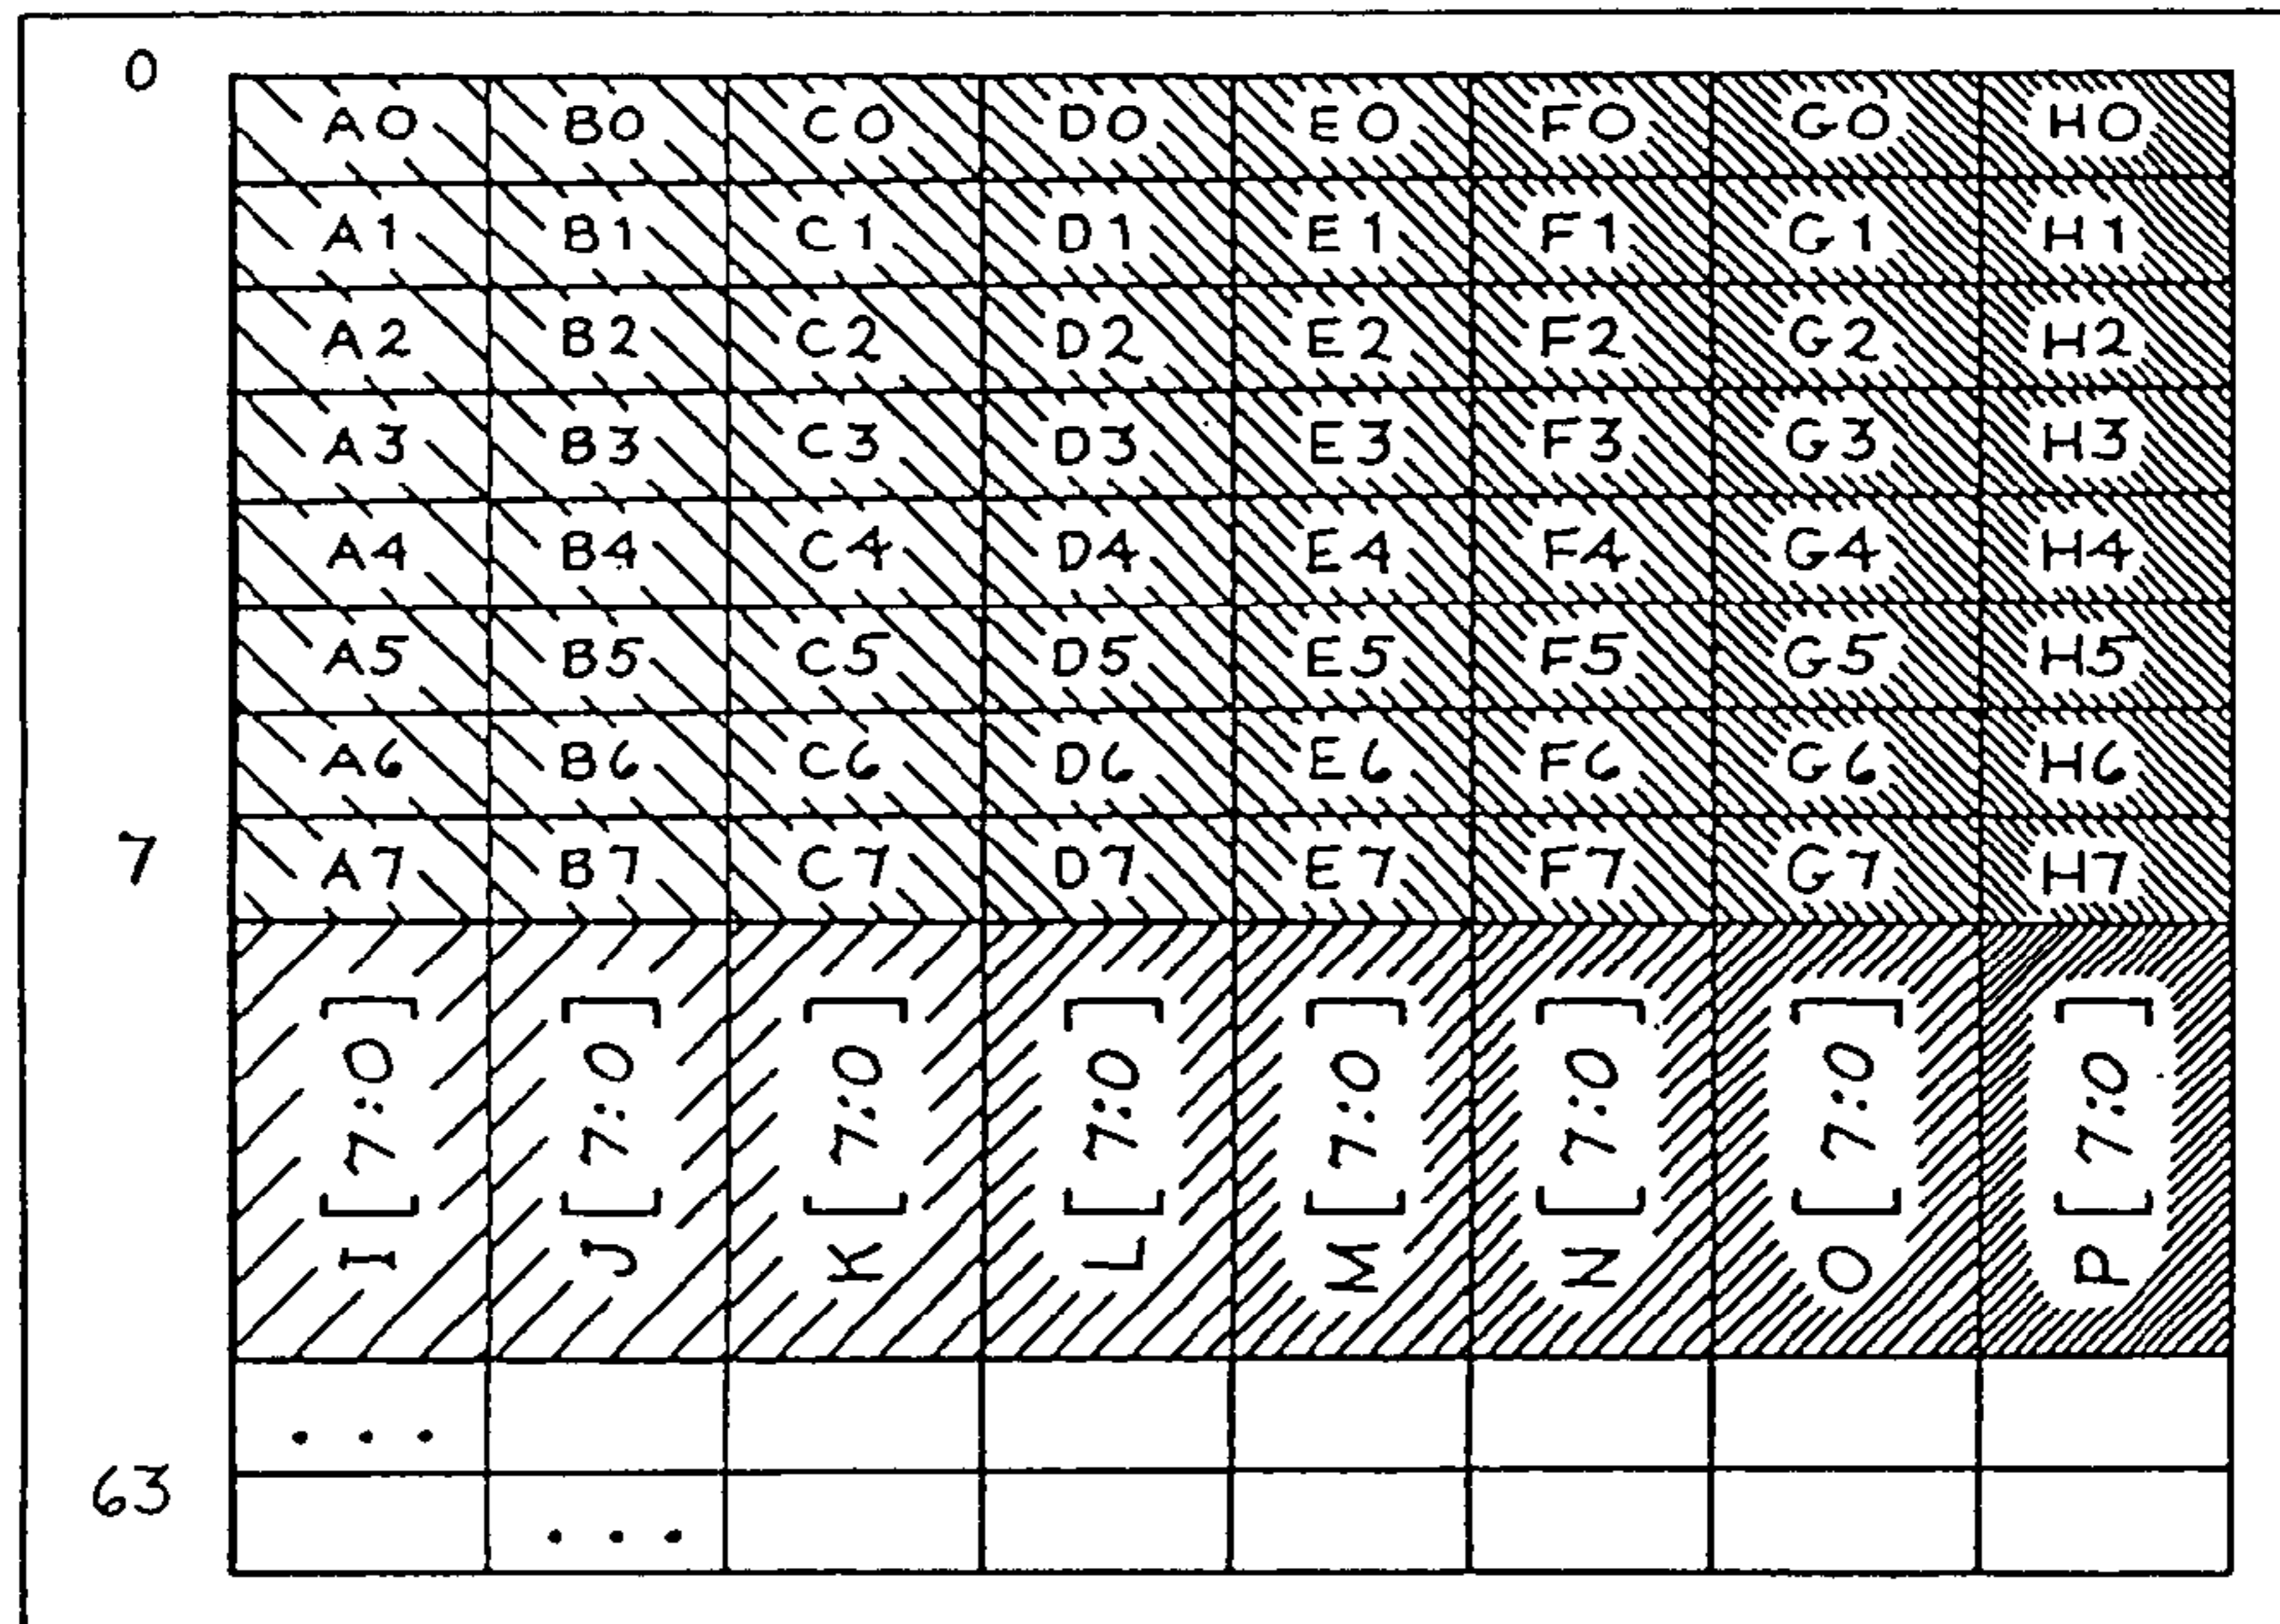 0
A0 B0 C0 D0 E0 F0 G0 H0
A1 B1 C1 D1 E1 F1 G1 H1
A2 B2 C2 D2 E2 F2 G2 H2
A3 B3 C3 D3 E3 F3 G3 H3
A4 B4 C4 D4 E4 F4 G4 H4
A5 B5 C5 D5 E5 F5 G5 H5
A6 B6 C6 D6 E6 F6 G6 H6
7 A7 B7 C7 D7 E7 F7 G7 H7
I[7:0] J[7:0] K[7:0] L[7:0] M[7:0] N[7:0] O[7:0] P[7:0]
...
63
...